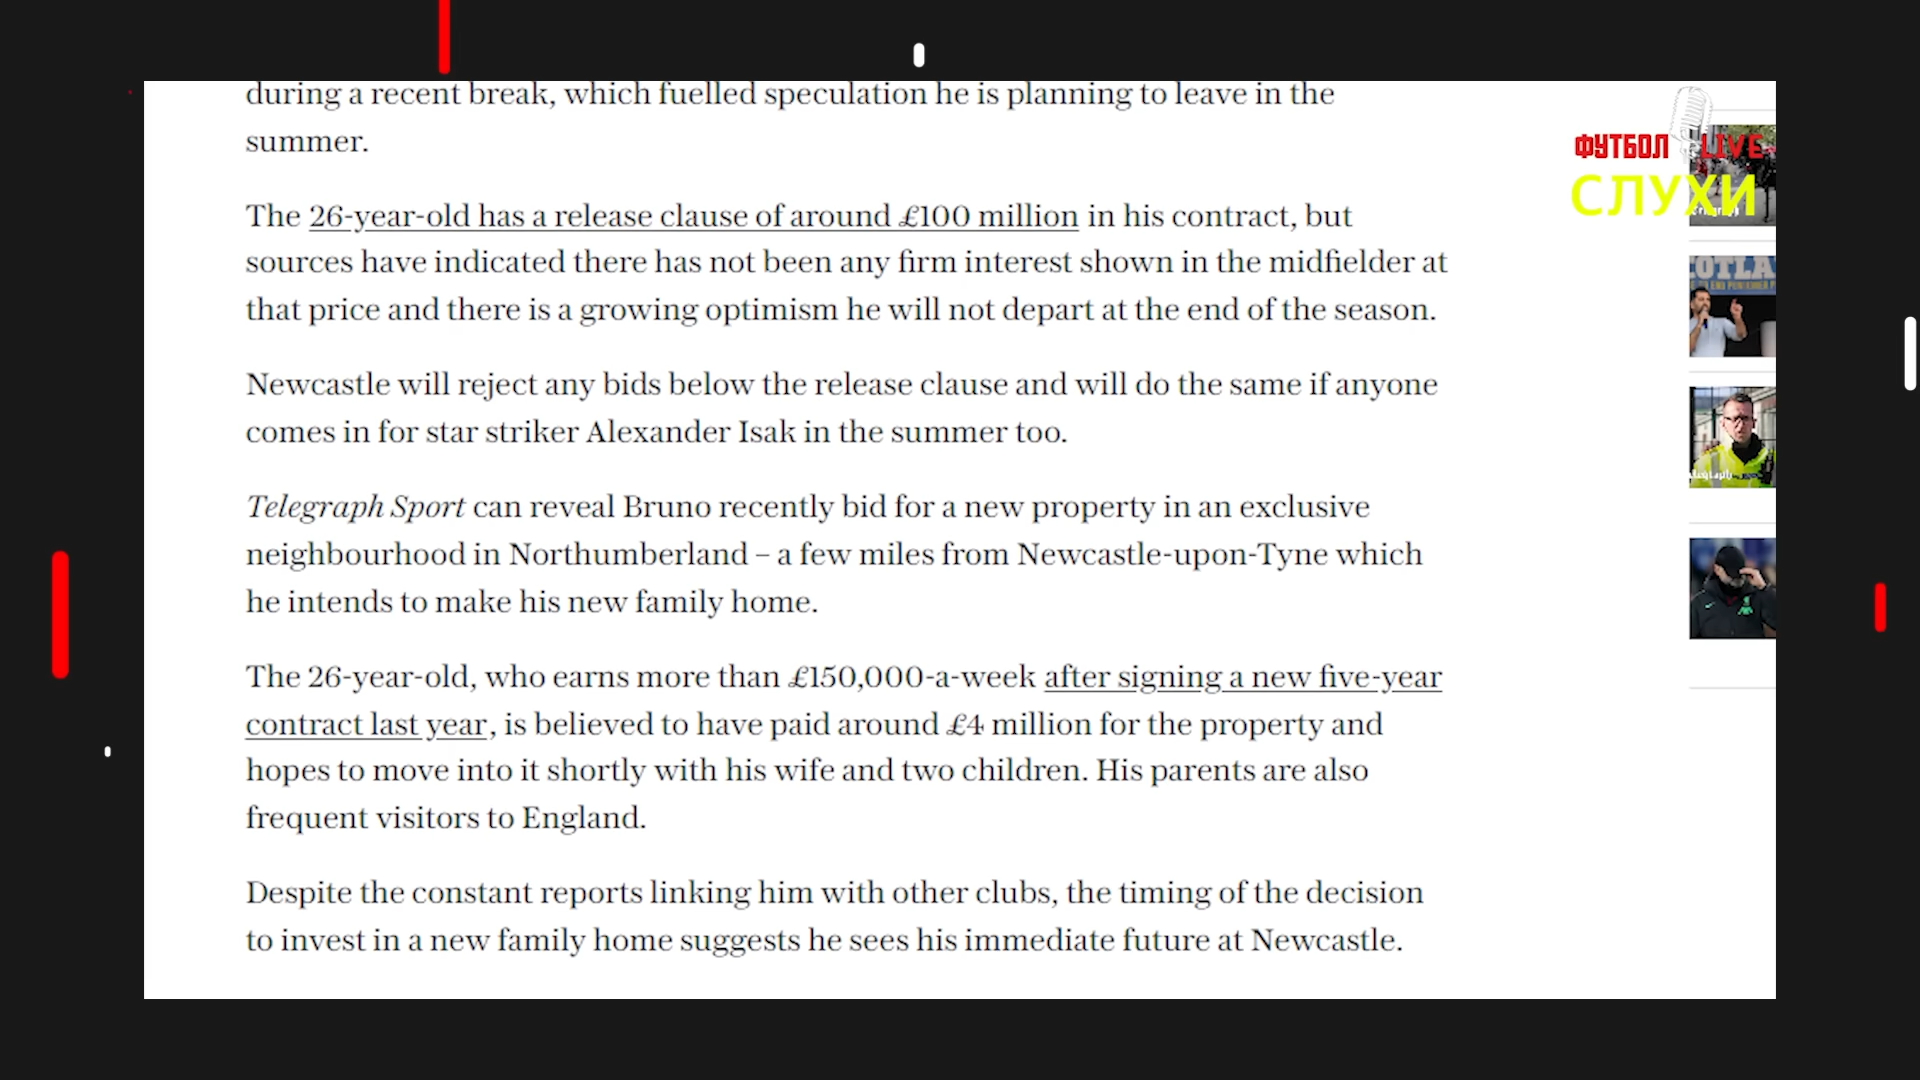 during a recent break, which fuelled speculation he is planning to leave in the
summer.
The 26-year-old has a release clause of around £100 million in his contract, but
sources have indicated there has not been any firm interest shown in the midfielder at
that price and there is a growing optimism he will not depart at the end of the season.
Newcastle will reject any bids below the release clause and will do the same if anyone
comes in for star striker Alexander Isak in the summer too.
Telegraph Sport can reveal Bruno recently bid for a new property in an exclusive
neighbourhood in Northumberland – a few miles from Newcastle-upon-Tyne which
he intends to make his new family home.
The 26-year-old, who earns more than £150,000-a-week after signing a new five-year
contract last year, is believed to have paid around £4 million for the property and
hopes to move into it shortly with his wife and two children. His parents are also
frequent visitors to England.
Despite the constant reports linking him with other clubs, the timing of the decision
to invest in a new family home suggests he sees his immediate future at Newcastle.
ФУТБОЛ LIVE
СЛУХИ